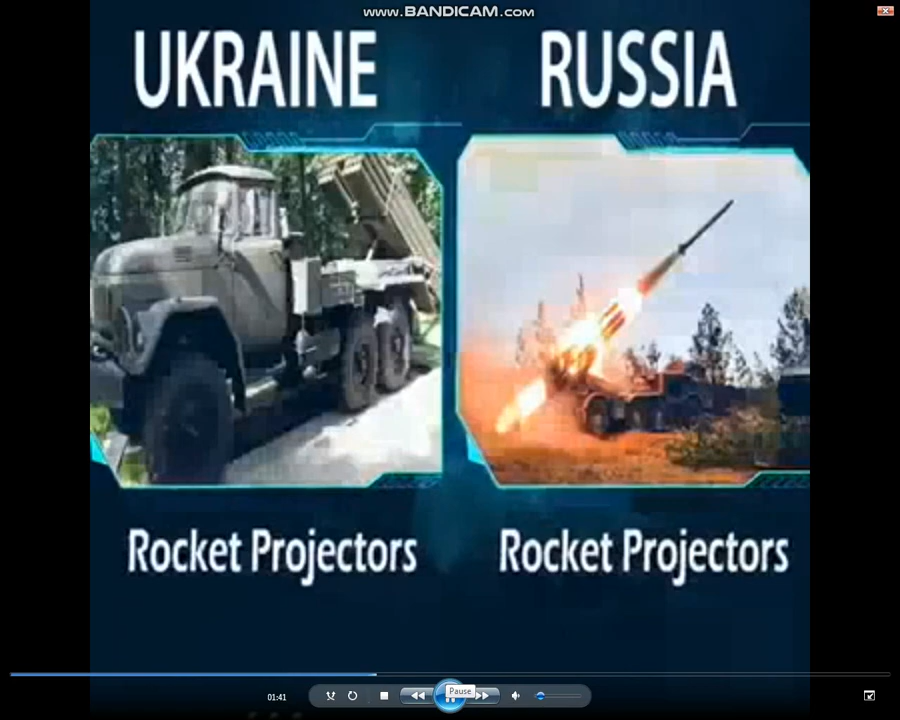 www.BANDICAM.com
UKRAINE
RUSSIA
Rocket Projectors
Rocket Projectors
01:41
Pause